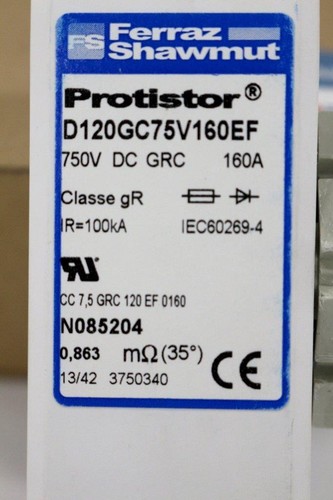 FS Ferraz
Shawmut
Protistor®
D120GC75V160EF
750V DC GRC 160A
Classe gR
IR=100kA IEC60269-4
CC 7,5 GRC 120 EF 0160
N085204
0,863 mΩ (35°)
13/42 3750340 CE